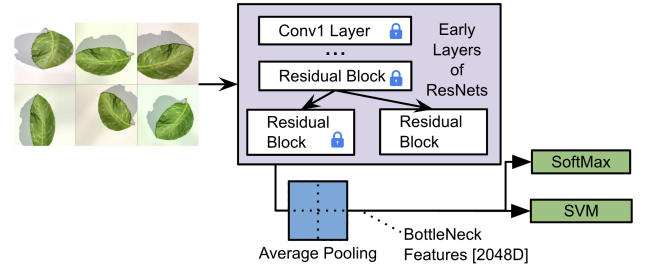 Conv1 Layer
...
Residual Block
Residual
Block
Residual
Block
Early
Layers
of
ResNets
SoftMax
SVM
Average Pooling
BottleNeck
Features [2048D]